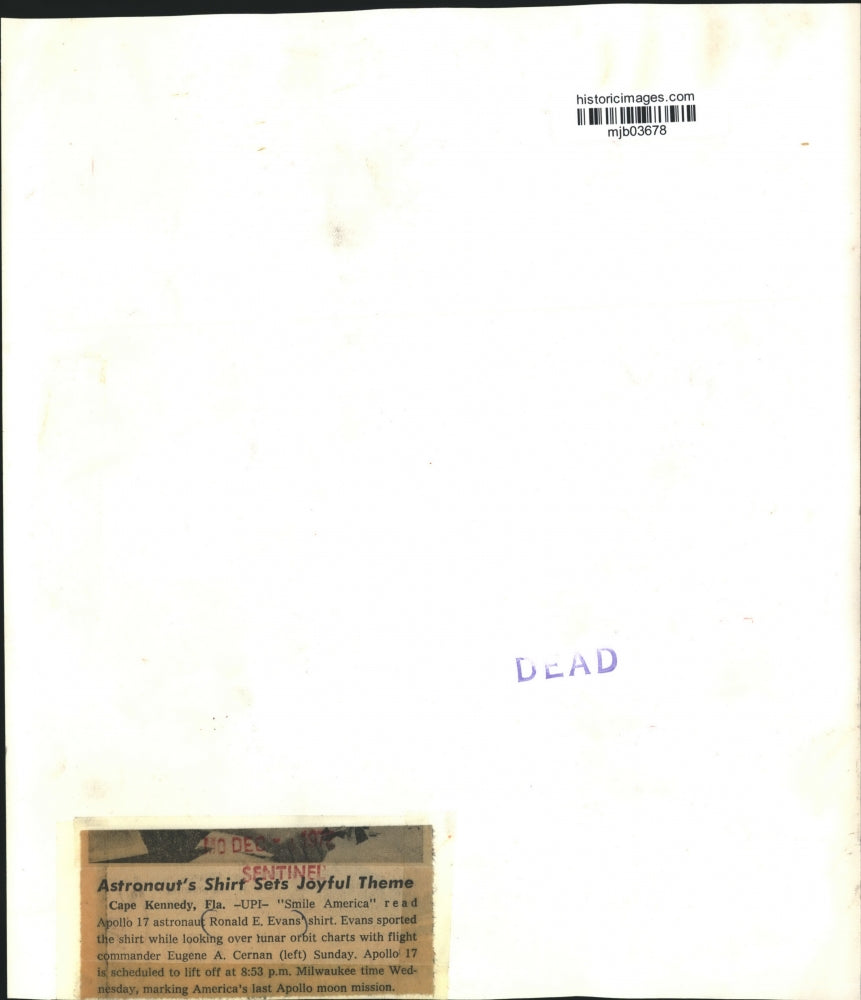 historicimages.com
mjb03678
DEAD
DEC
SENTINEL
Astronaut's Shirt Sets Joyful Theme
Cape Kennedy, Fla. —UPI— "Smile America" read
Apollo 17 astronaut Ronald E. Evans' shirt. Evans sported
the shirt while looking over lunar orbit charts with flight
commander Eugene A. Cernan (left) Sunday. Apollo 17
is scheduled to lift off at 8:53 p.m. Milwaukee time Wed-
nesday, marking America's last Apollo moon mission.